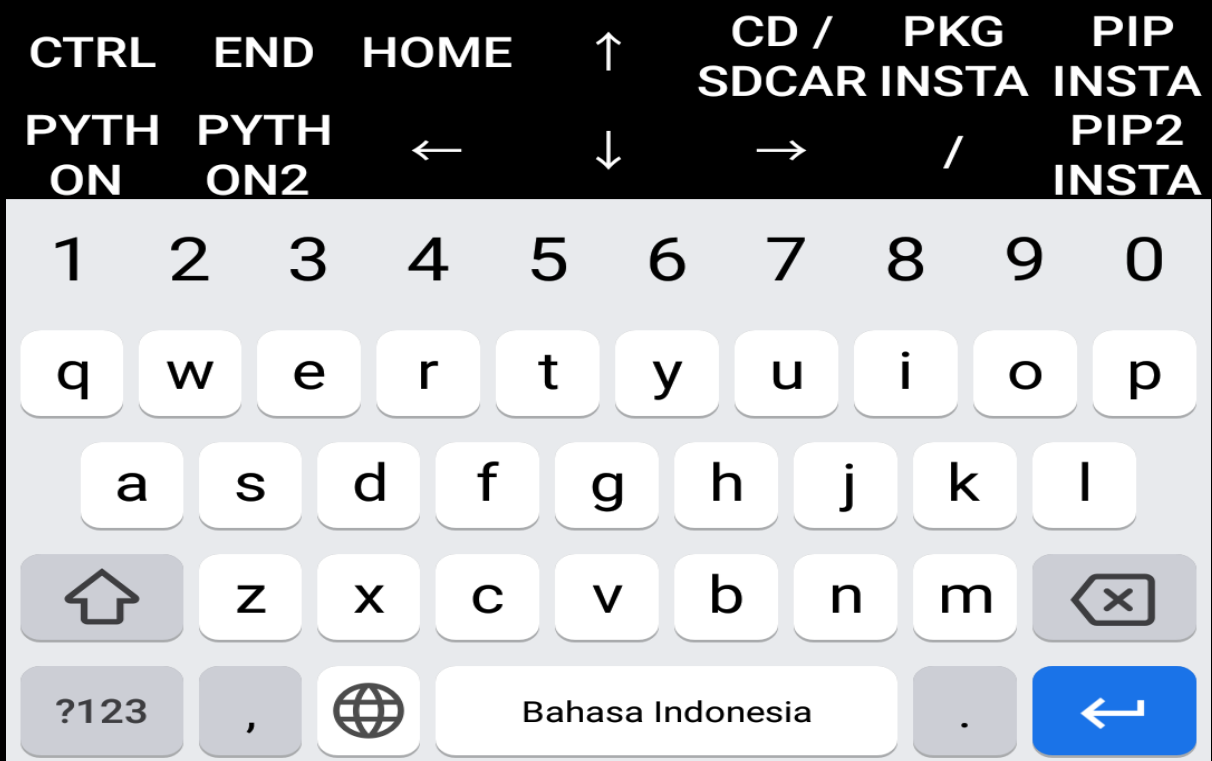 CTRL END HOME ↑ CD / SDCAR PKG INSTA PIP INSTA
PYTH ON PYTH ON2 ← ↓ → / PIP2 INSTA
1 2 3 4 5 6 7 8 9 0
q w e r t y u i o p
a s d f g h j k l
z x c v b n m
?123 , Bahasa Indonesia .